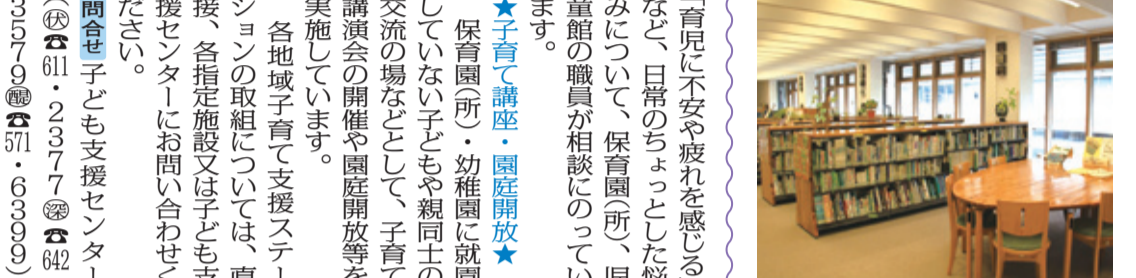 「育児に不安や疲れを感じる」
など、日常のちょっとした悩
みについて、保育園(所)、児
童館の職員が相談にのってい
ます。
★子育て講座・園庭開放★
保育園(所)・幼稚園に就園
していない子どもや親同士の
交流の場などとして、子育て
講演会の開催や園庭開放等を
実施しています。
各地域子育て支援ステー
ションの取組については、直
接、各指定施設又は子ども支
援センターにお問い合わせく
ださい。
問合せ 子ども支援センター
(伏☎611・2377深☎642
3579醍☎571・6399)